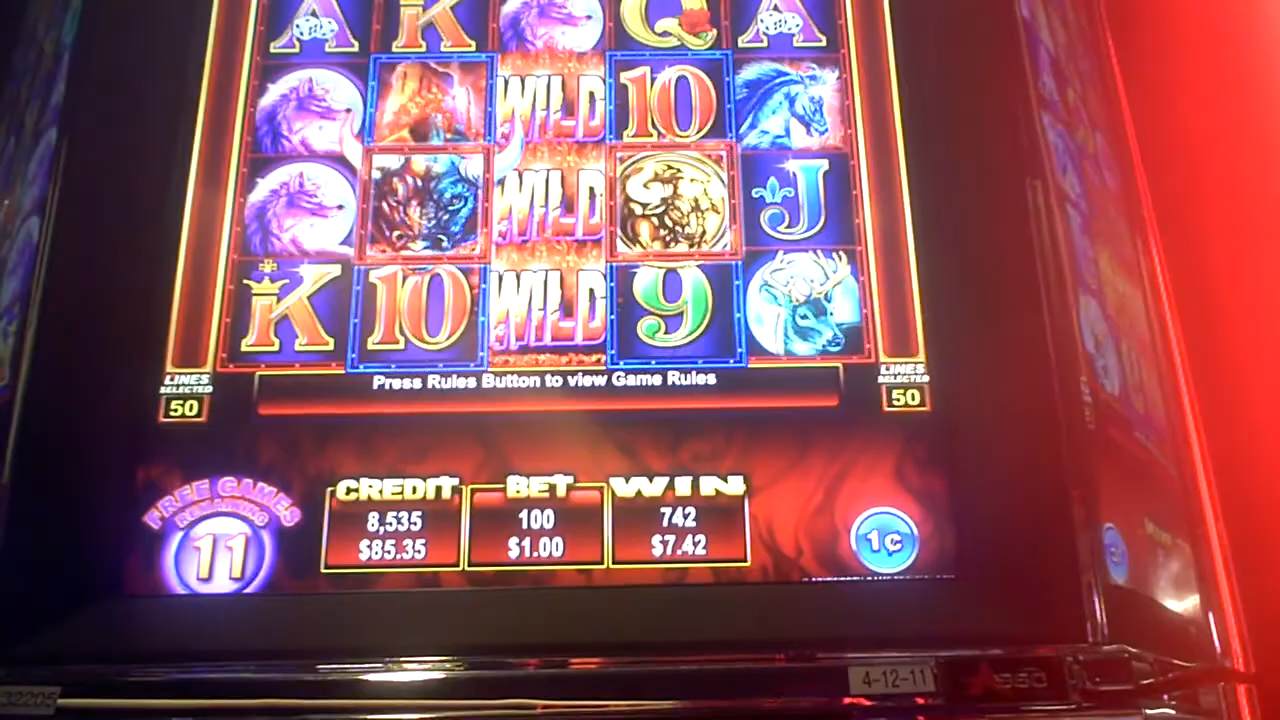 A K Q A
WILD 10
WILD J
K 10 WILD 9
Press Rules Button to view Game Rules
LINES
SELECTED
50
LINES
SELECTED
50
FREE GAMES
REMAINING
11
CREDIT
8,535
$85.35
BET
100
$1.00
WIN
742
$7.42
1¢
32205
4-12-11